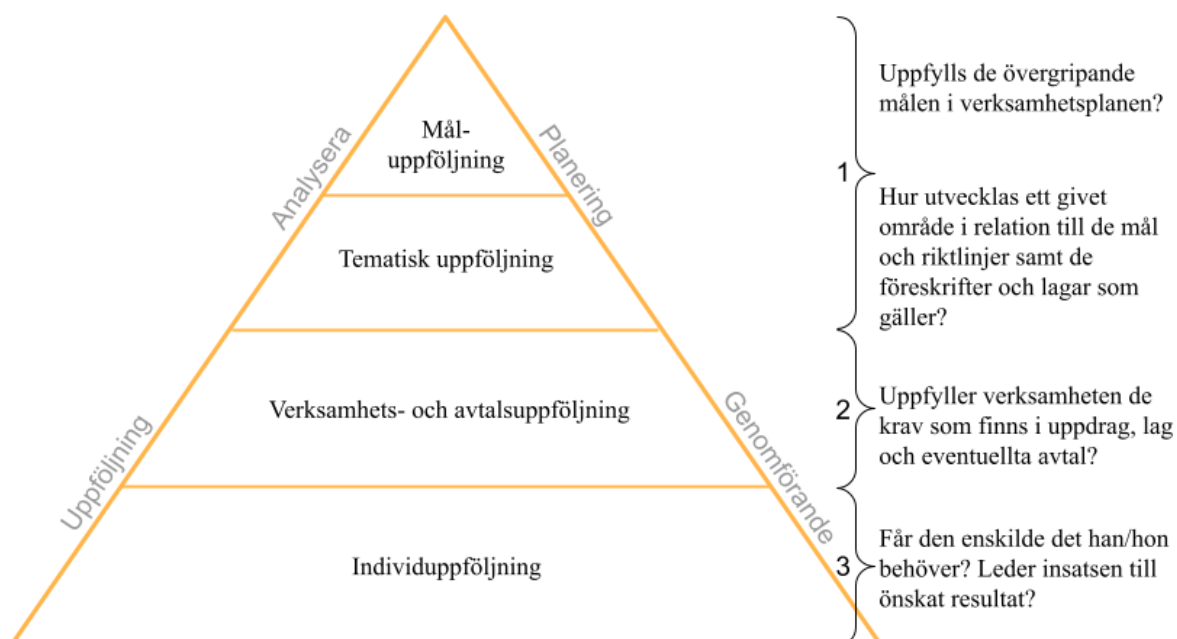 Uppfylls de övergripande
målen i verksamhetsplanen?
Mål-
uppföljning
Analysera
Planering
1
Hur utvecklas ett givet
område i relation till de mål
och riktlinjer samt de
föreskrifter och lagar som
gäller?
Tematisk uppföljning
Verksamhets- och avtalsuppföljning
Uppföljning
Genomförande
2
Uppfyller verksamheten de
krav som finns i uppdrag, lag
och eventuellta avtal?
Individuppföljning
3
Får den enskilde det han/hon
behöver? Leder insatsen till
önskat resultat?